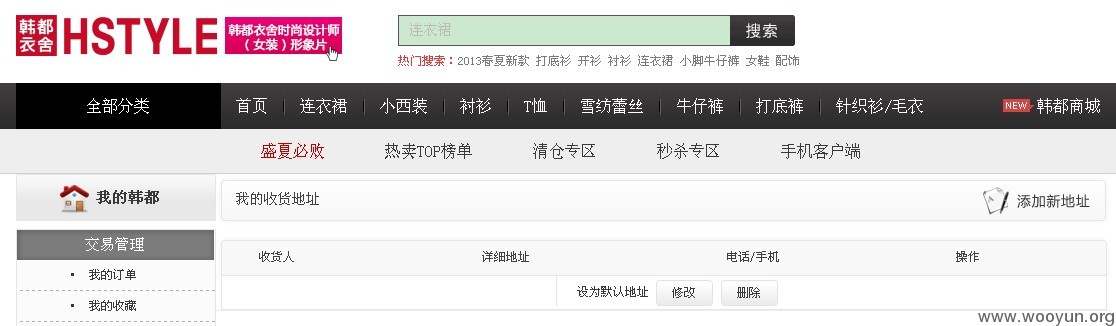 韩都衣舍 HSTYLE 韩都衣舍时尚设计师（女装）形象片
连衣裙 搜索
热门搜索：2013春夏新款 打底衫 开衫 衬衫 连衣裙 小脚牛仔裤 女鞋 配饰
全部分类 首页 连衣裙 小西装 衬衫 T恤 雪纺蕾丝 牛仔裤 打底裤 针织衫/毛衣 NEW 韩都商城
盛夏必败 热卖TOP榜单 清仓专区 秒杀专区 手机客户端
我的韩都
我的收货地址 添加新地址
交易管理
收货人 详细地址 电话/手机 操作
我的订单
设为默认地址 修改 删除
我的收藏
www.wooyun.org